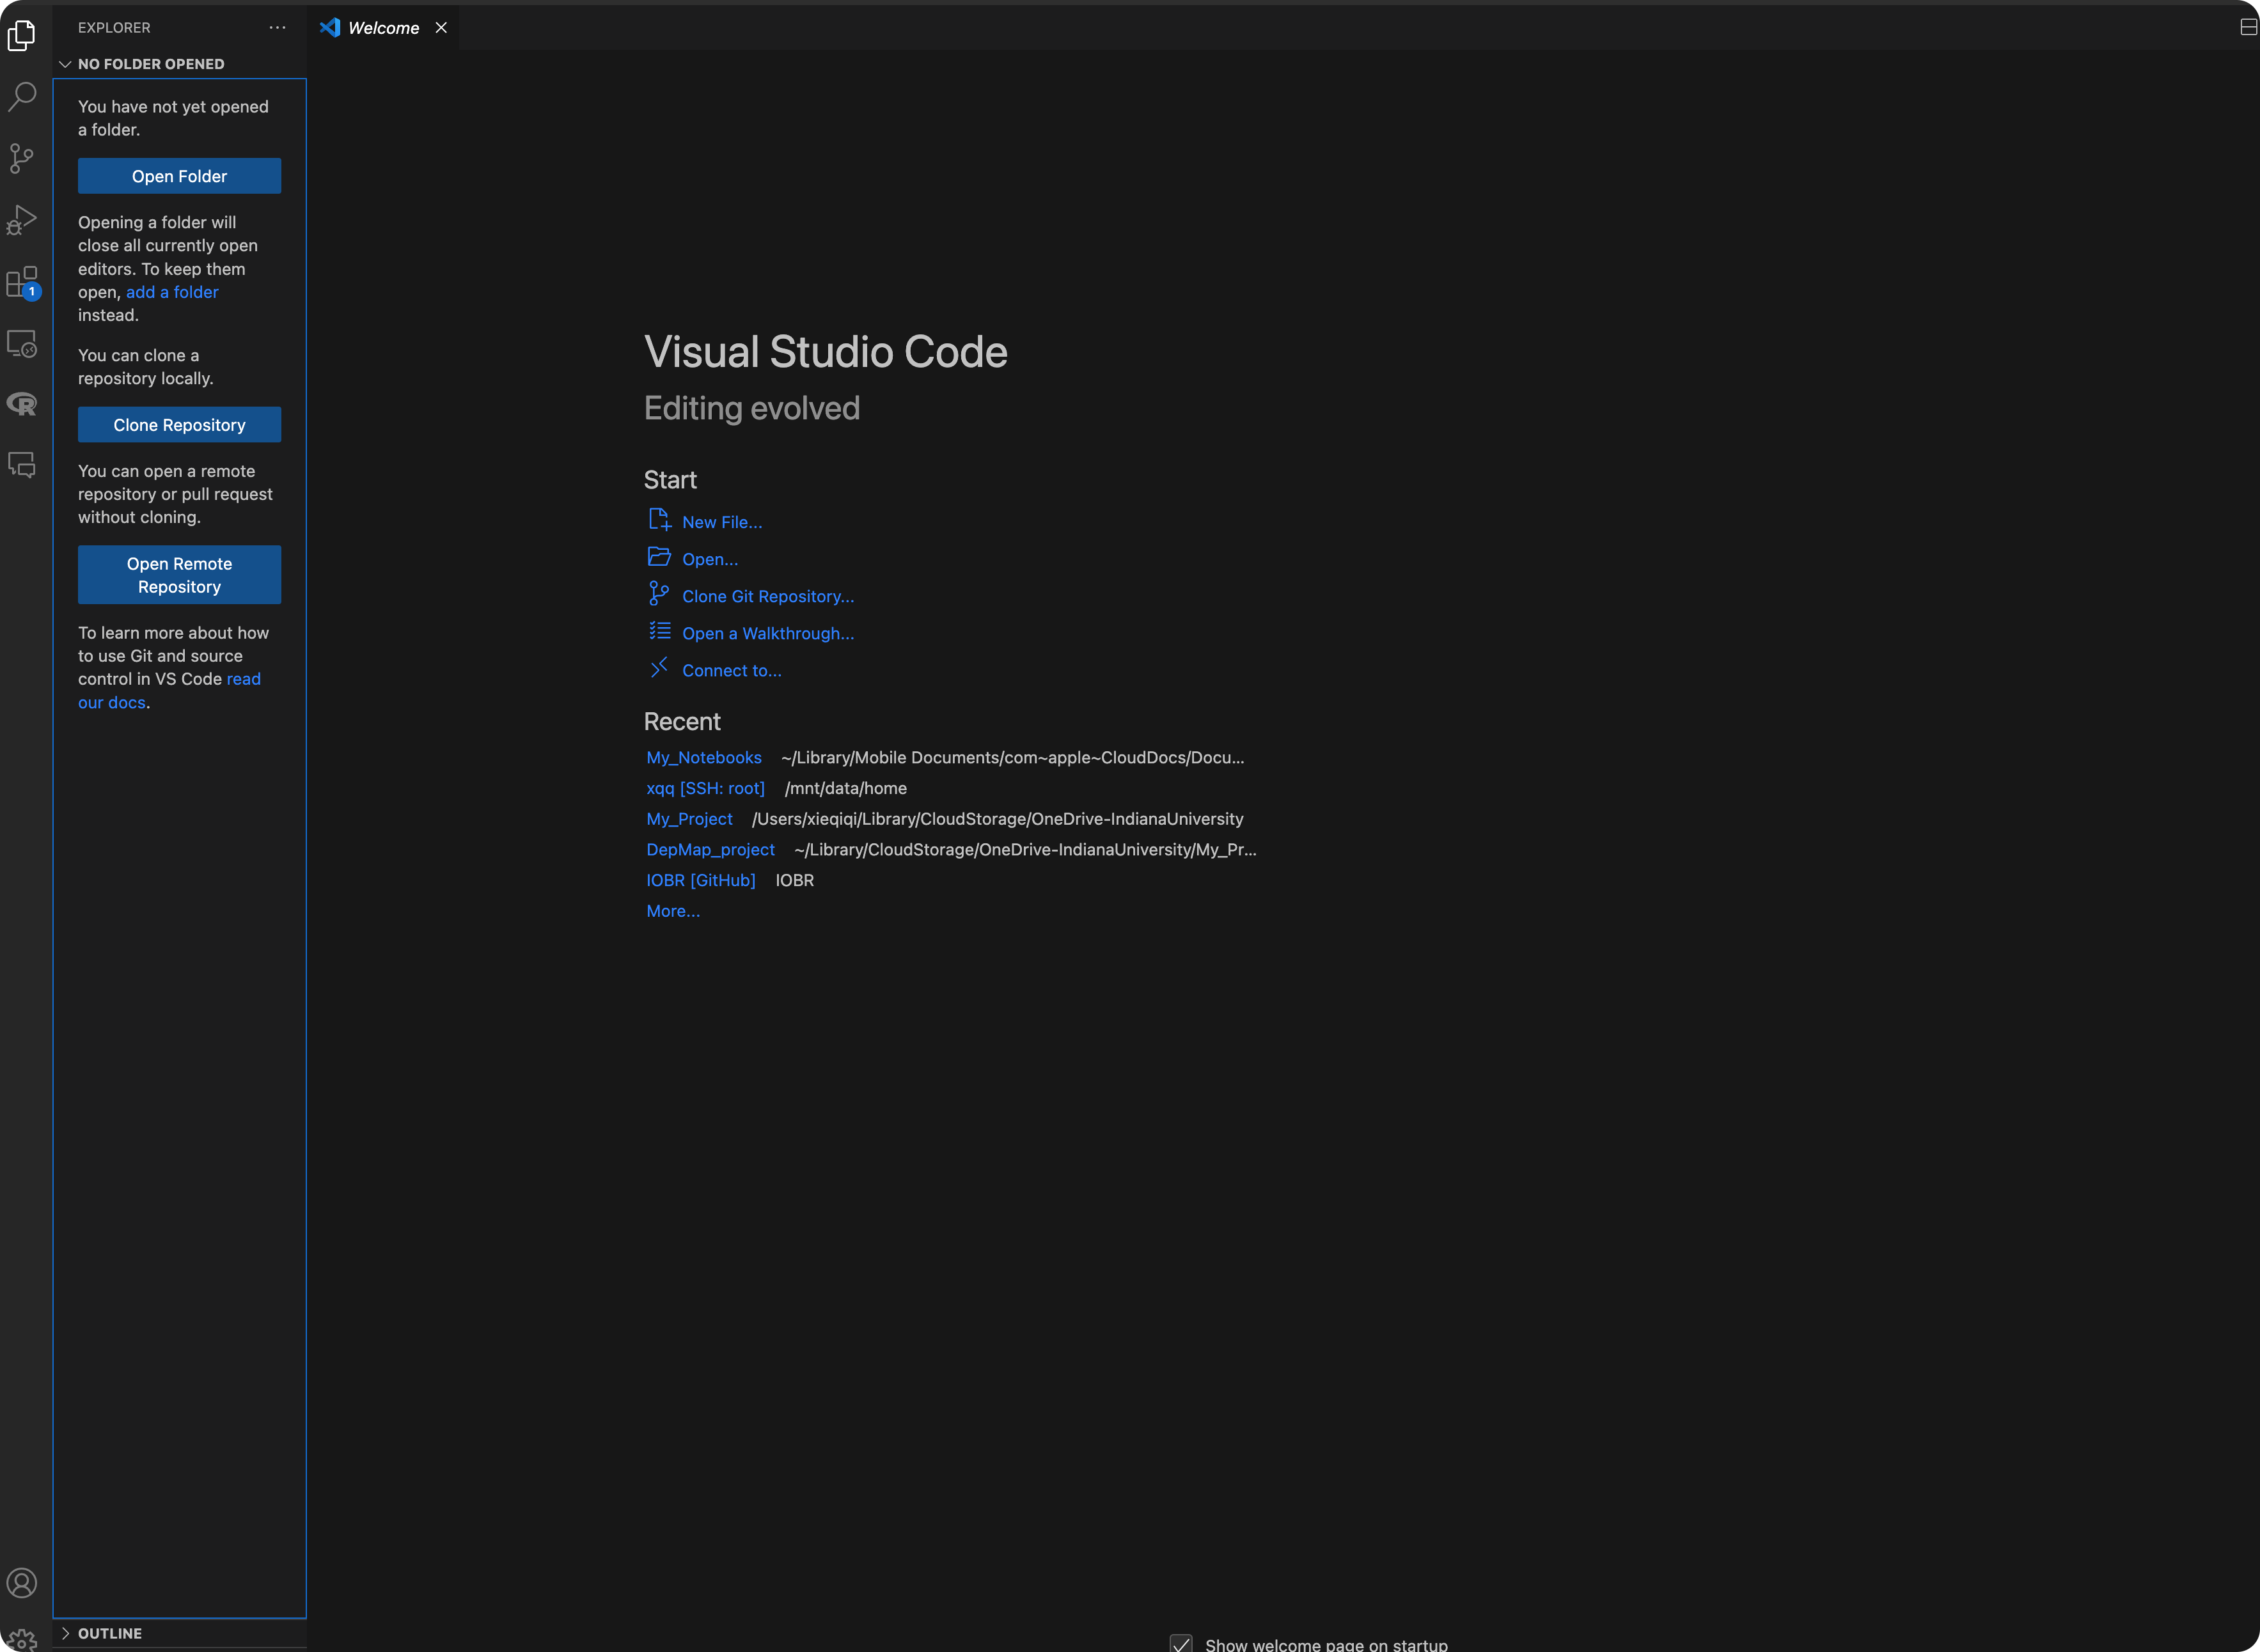 EXPLORER
Welcome
NO FOLDER OPENED
You have not yet opened
a folder.
Open Folder
Opening a folder will
close all currently open
editors. To keep them
open, add a folder
instead.
1
You can clone a
repository locally.
Clone Repository
You can open a remote
repository or pull request
without cloning.
Open Remote
Repository
To learn more about how
to use Git and source
control in VS Code read
our docs.
OUTLINE
Visual Studio Code
Editing evolved
Start
New File...
Open...
Clone Git Repository...
Open a Walkthrough...
Connect to...
Recent
My_Notebooks ~/Library/Mobile Documents/com~apple~CloudDocs/Docu...
xqq [SSH: root] /mnt/data/home
My_Project /Users/xieqiqi/Library/CloudStorage/OneDrive-IndianaUniversity
DepMap_project ~/Library/CloudStorage/OneDrive-IndianaUniversity/My_Pr...
IOBR [GitHub] IOBR
More...
Show welcome page on startup